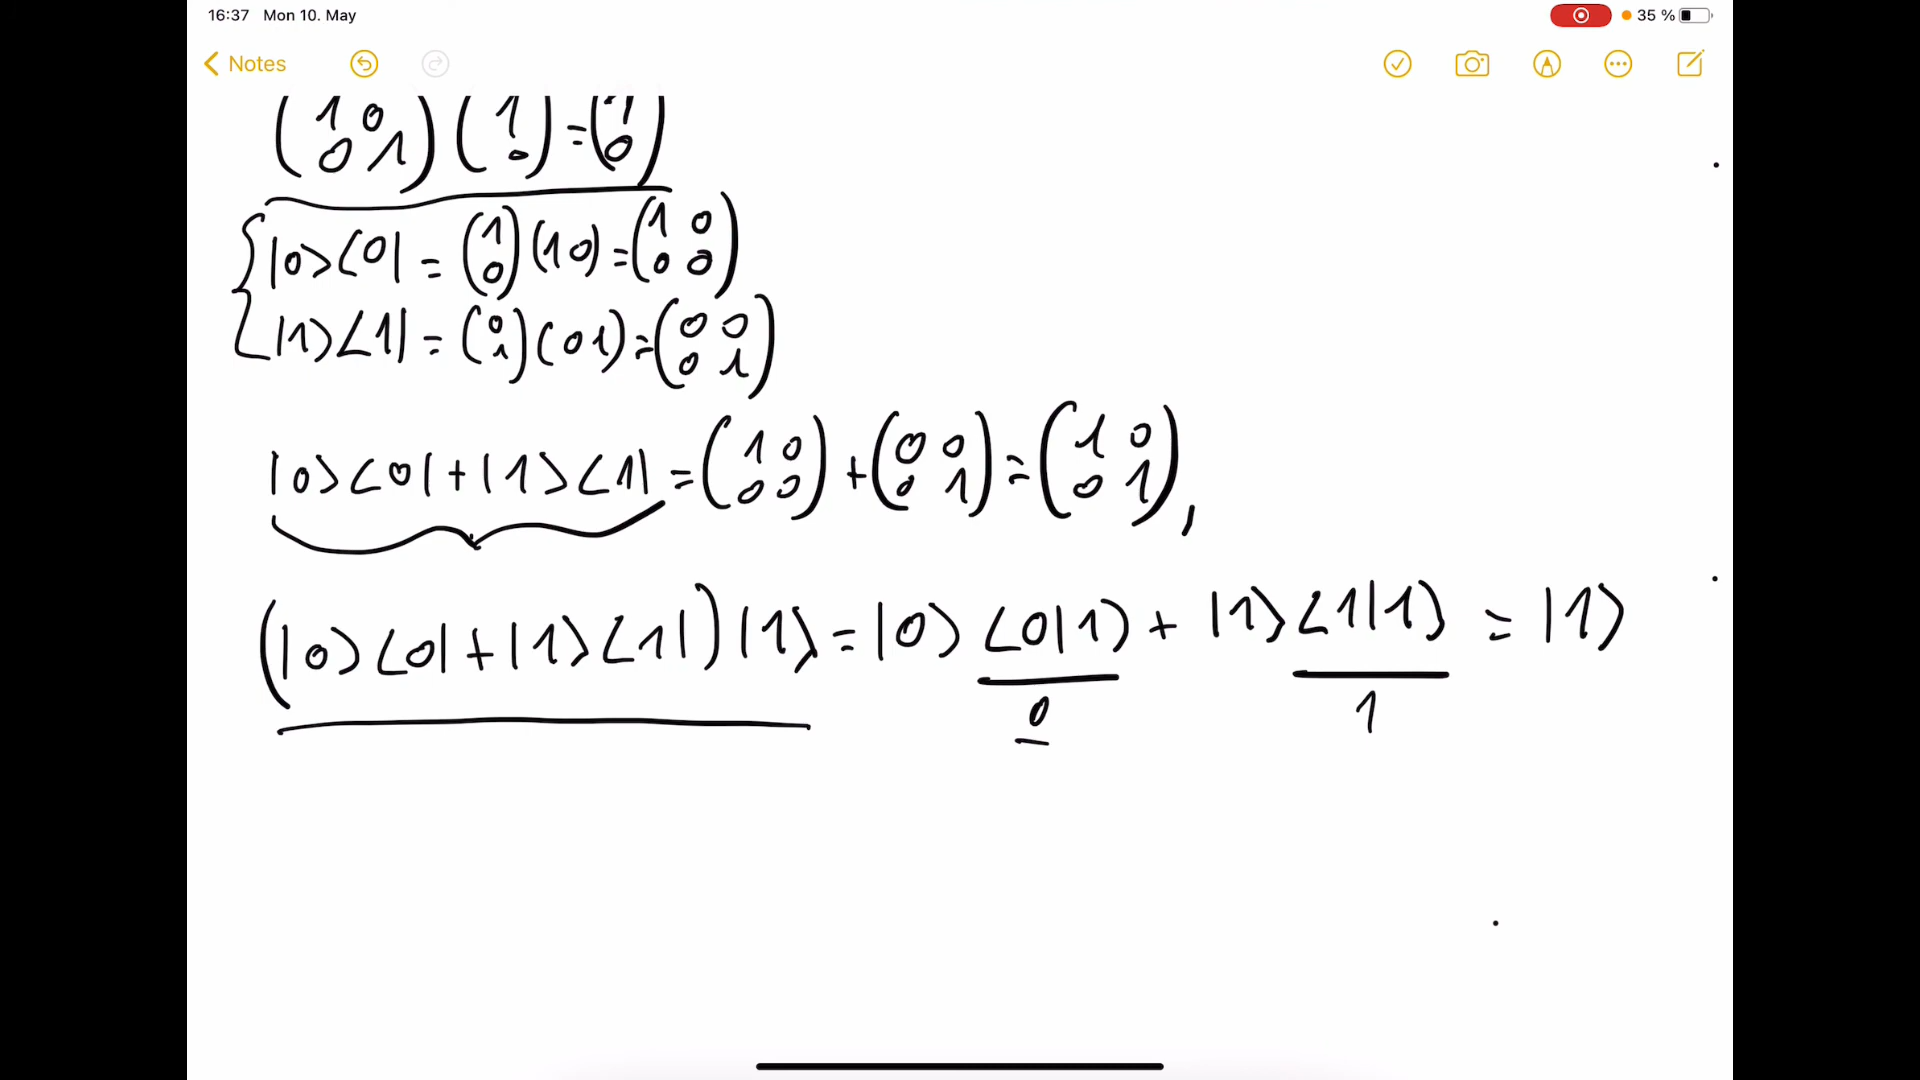 16:37 Mon 10. May 35 %
Notes
(1 0 0 1) (1 0) = (1 0)
|0><0| = (1 0) (1 0) = (1 0 0 0)
|1><1| = (0 1) (0 1) = (0 0 0 1)
|0><0| + |1><1| = (1 0 0 0) + (0 0 0 1) = (1 0 0 1),
(|0><0| + |1><1|) |1> = |0> <0|1> + |1> <1|1> = |1>
0 1